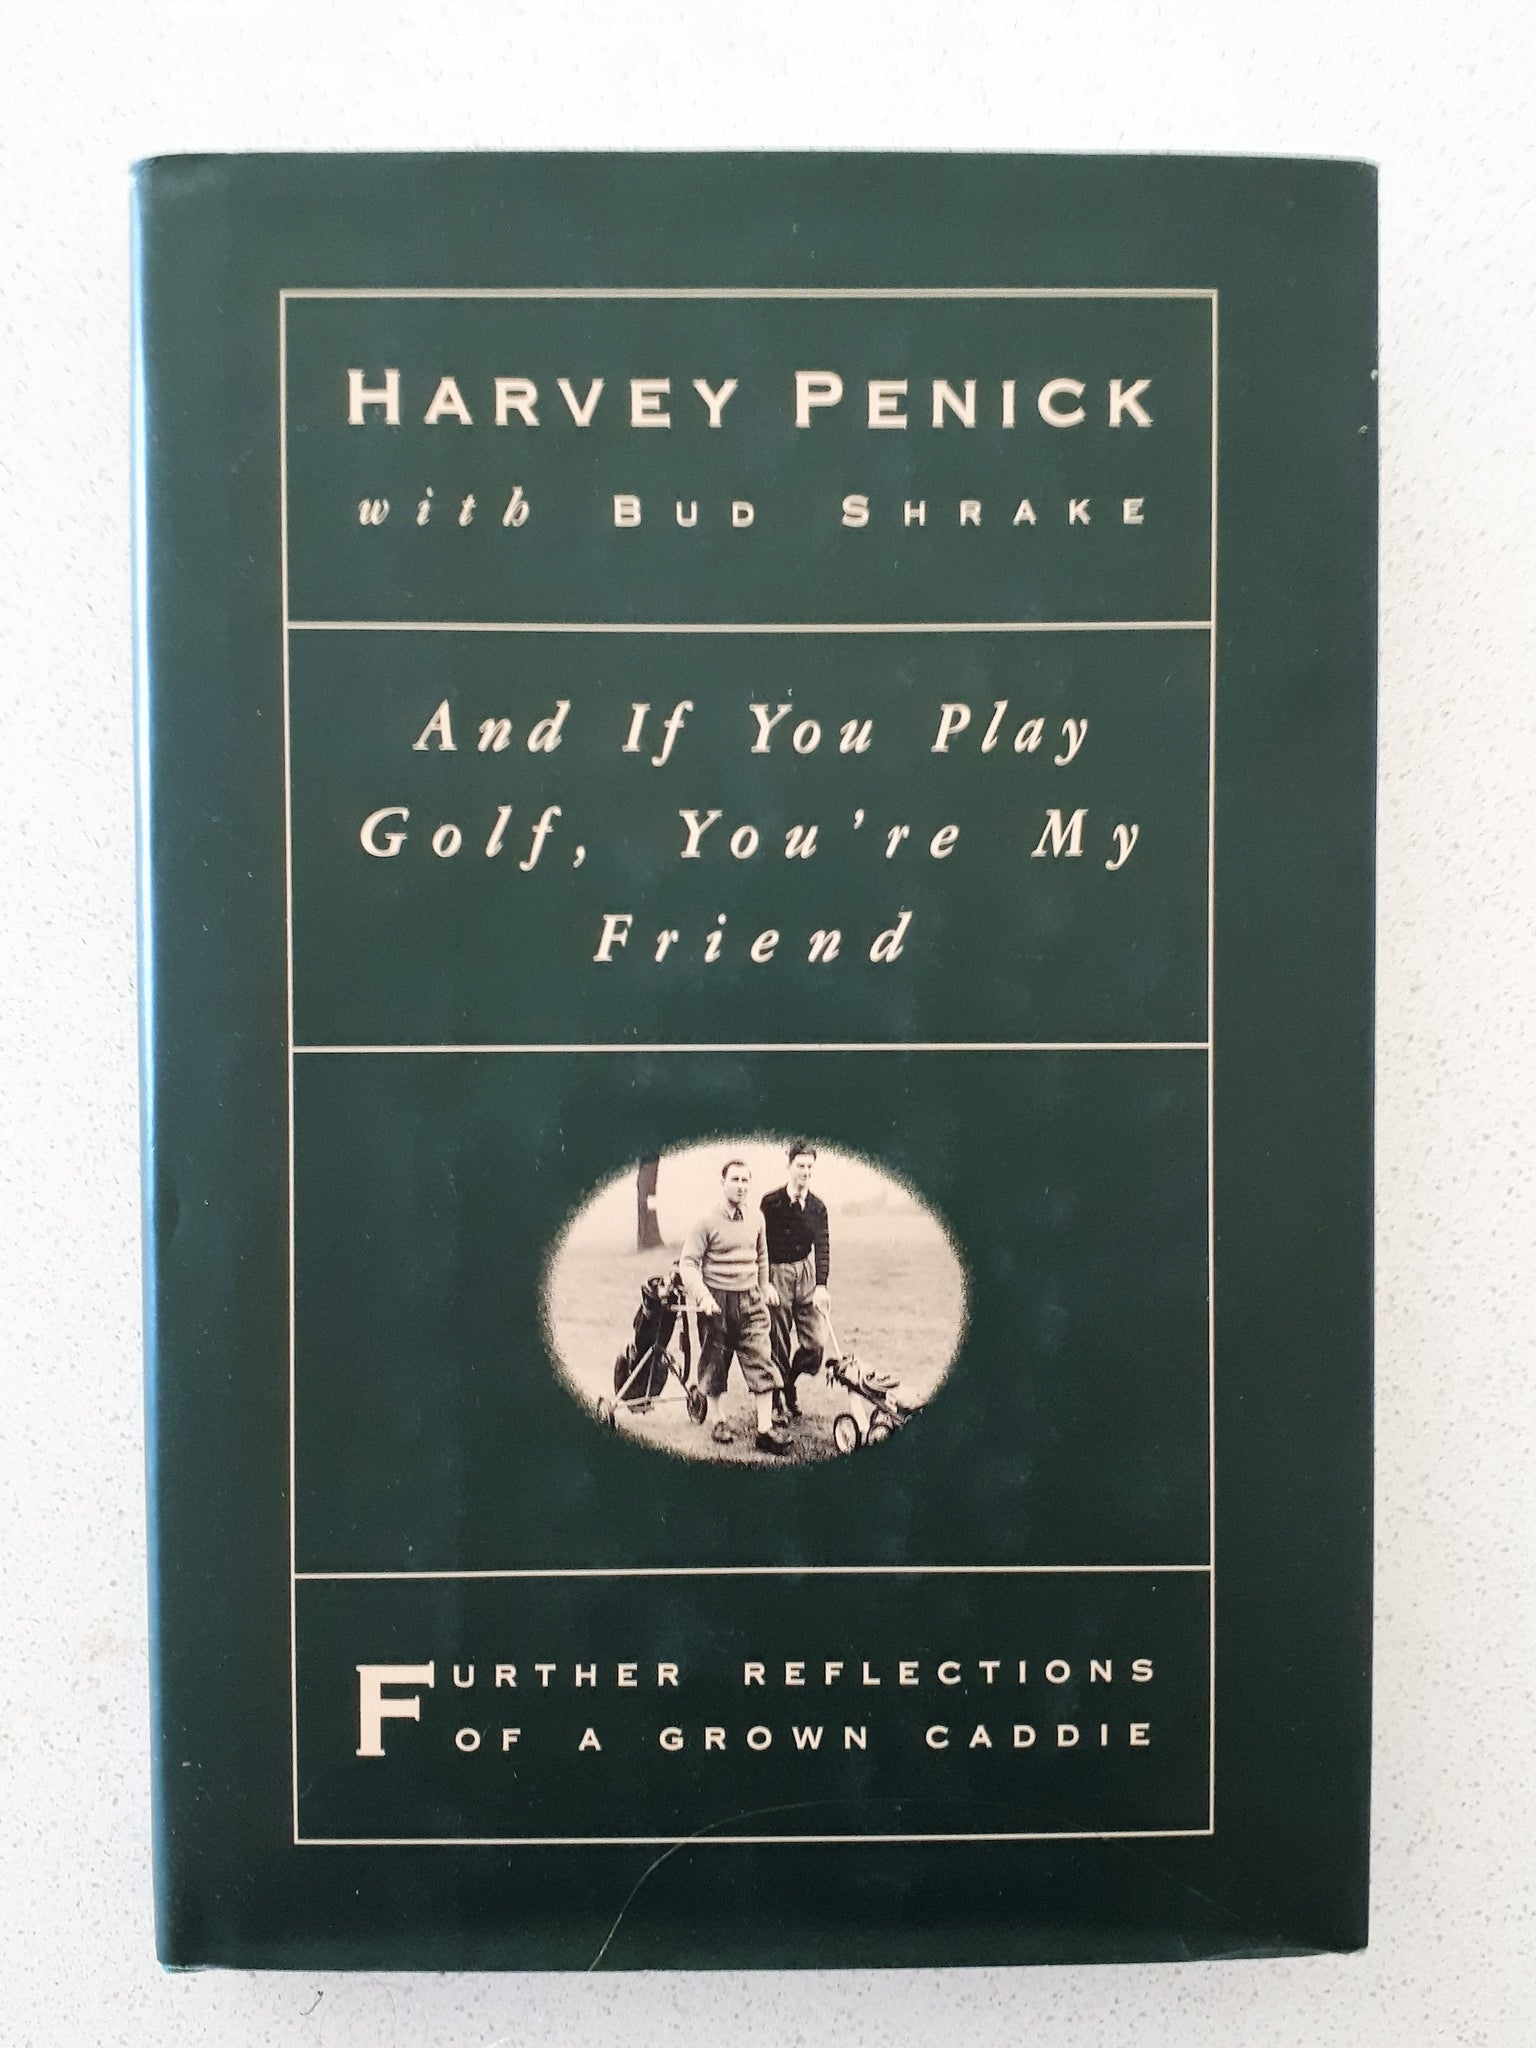 HARVEY PENICK
with BUD SHRAKE
And If You Play
Golf, You're My
Friend
FURTHER REFLECTIONS
OF A GROWN CADDIE